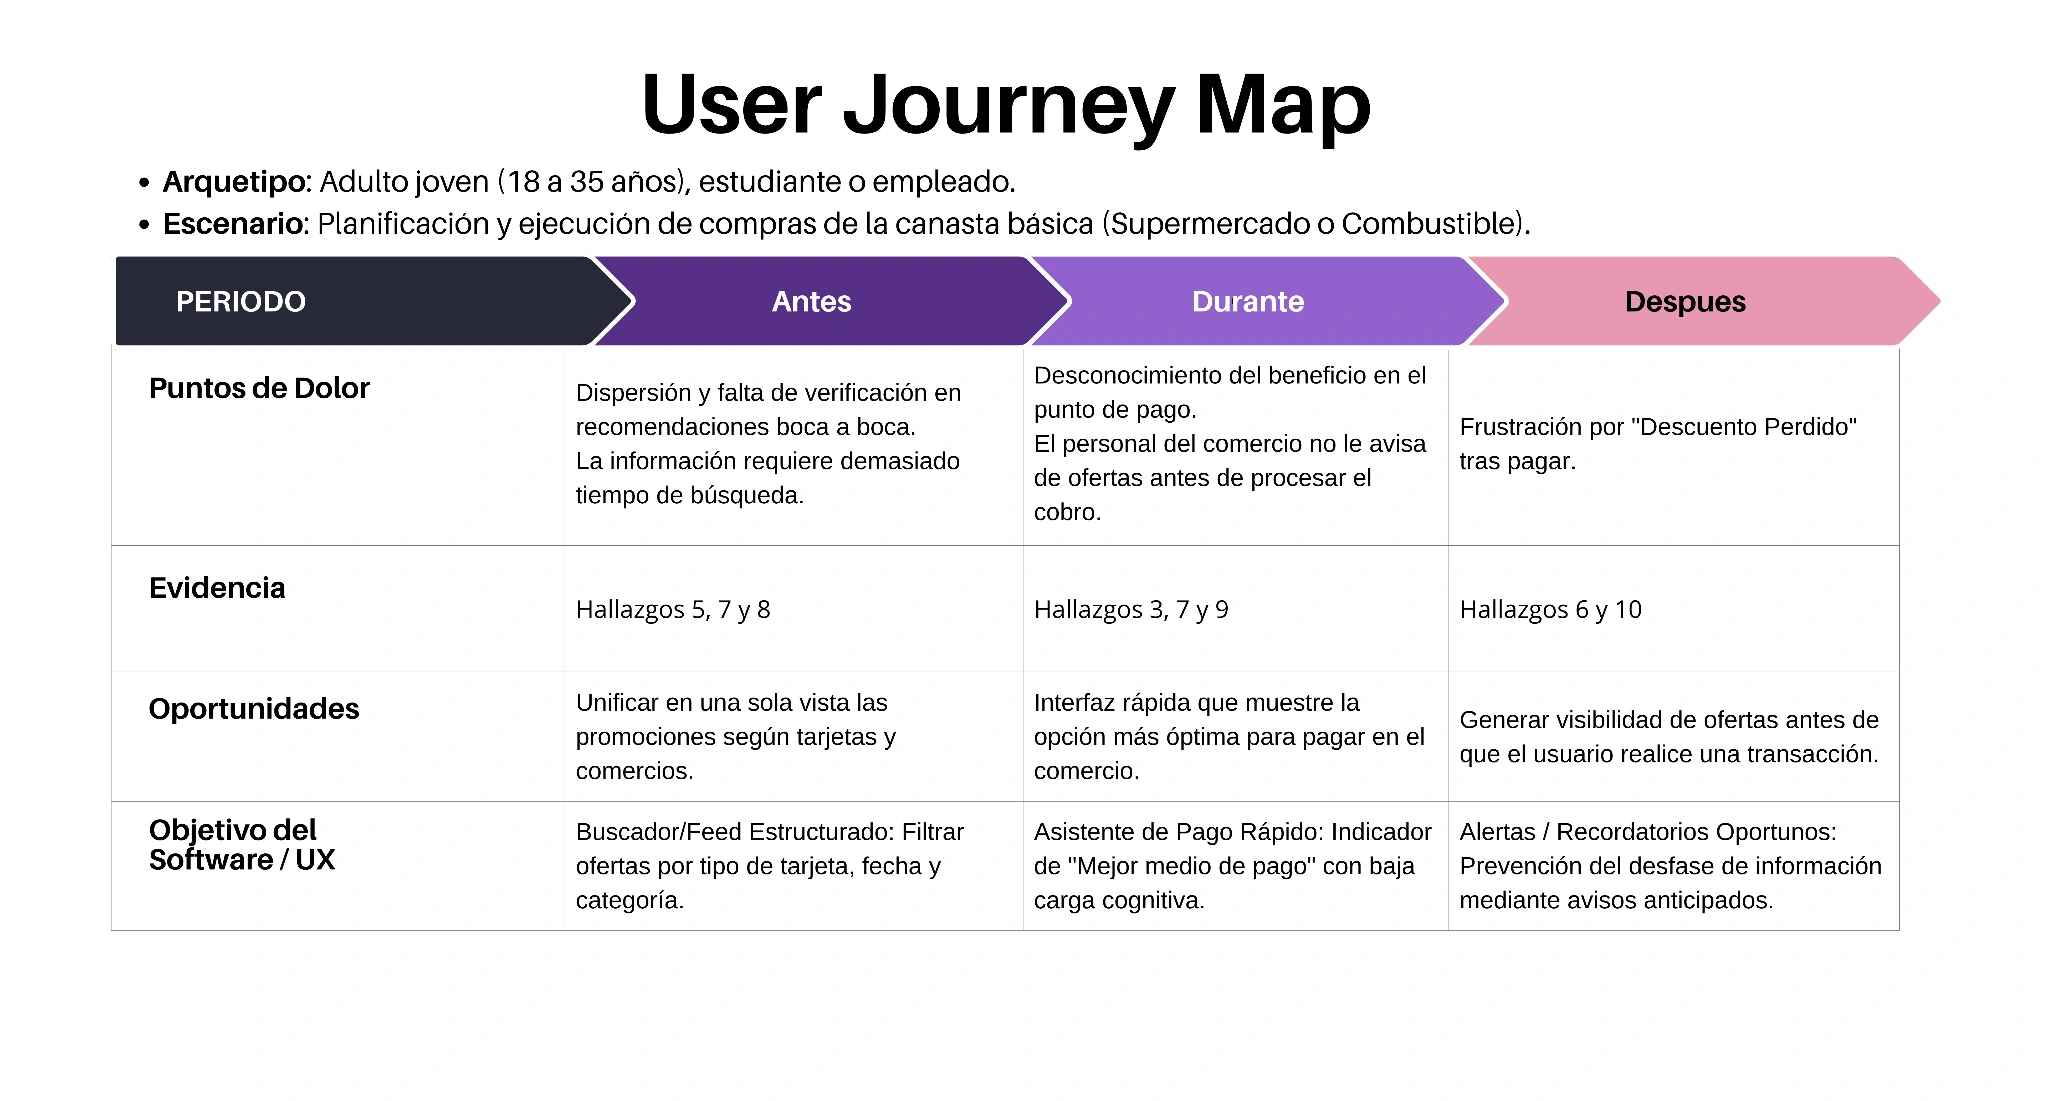 User Journey Map
• Arquetipo: Adulto joven (18 a 35 años), estudiante o empleado.
• Escenario: Planificación y ejecución de compras de la canasta básica (Supermercado o Combustible).
PERIODO
Antes
Durante
Despues
Puntos de Dolor
Dispersión y falta de verificación en
recomendaciones boca a boca.
La información requiere demasiado
tiempo de búsqueda.
Desconocimiento del beneficio en el
punto de pago.
El personal del comercio no le avisa
de ofertas antes de procesar el
cobro.
Frustración por "Descuento Perdido"
tras pagar.
Evidencia
Hallazgos 5, 7 y 8
Hallazgos 3, 7 y 9
Hallazgos 6 y 10
Oportunidades
Unificar en una sola vista las
promociones según tarjetas y
comercios.
Interfaz rápida que muestre la
opción más óptima para pagar en el
comercio.
Generar visibilidad de ofertas antes de
que el usuario realice una transacción.
Objetivo del
Software / UX
Buscador/Feed Estructurado: Filtrar
ofertas por tipo de tarjeta, fecha y
categoría.
Asistente de Pago Rápido: Indicador
de "Mejor medio de pago" con baja
carga cognitiva.
Alertas / Recordatorios Oportunos:
Prevención del desfase de información
mediante avisos anticipados.